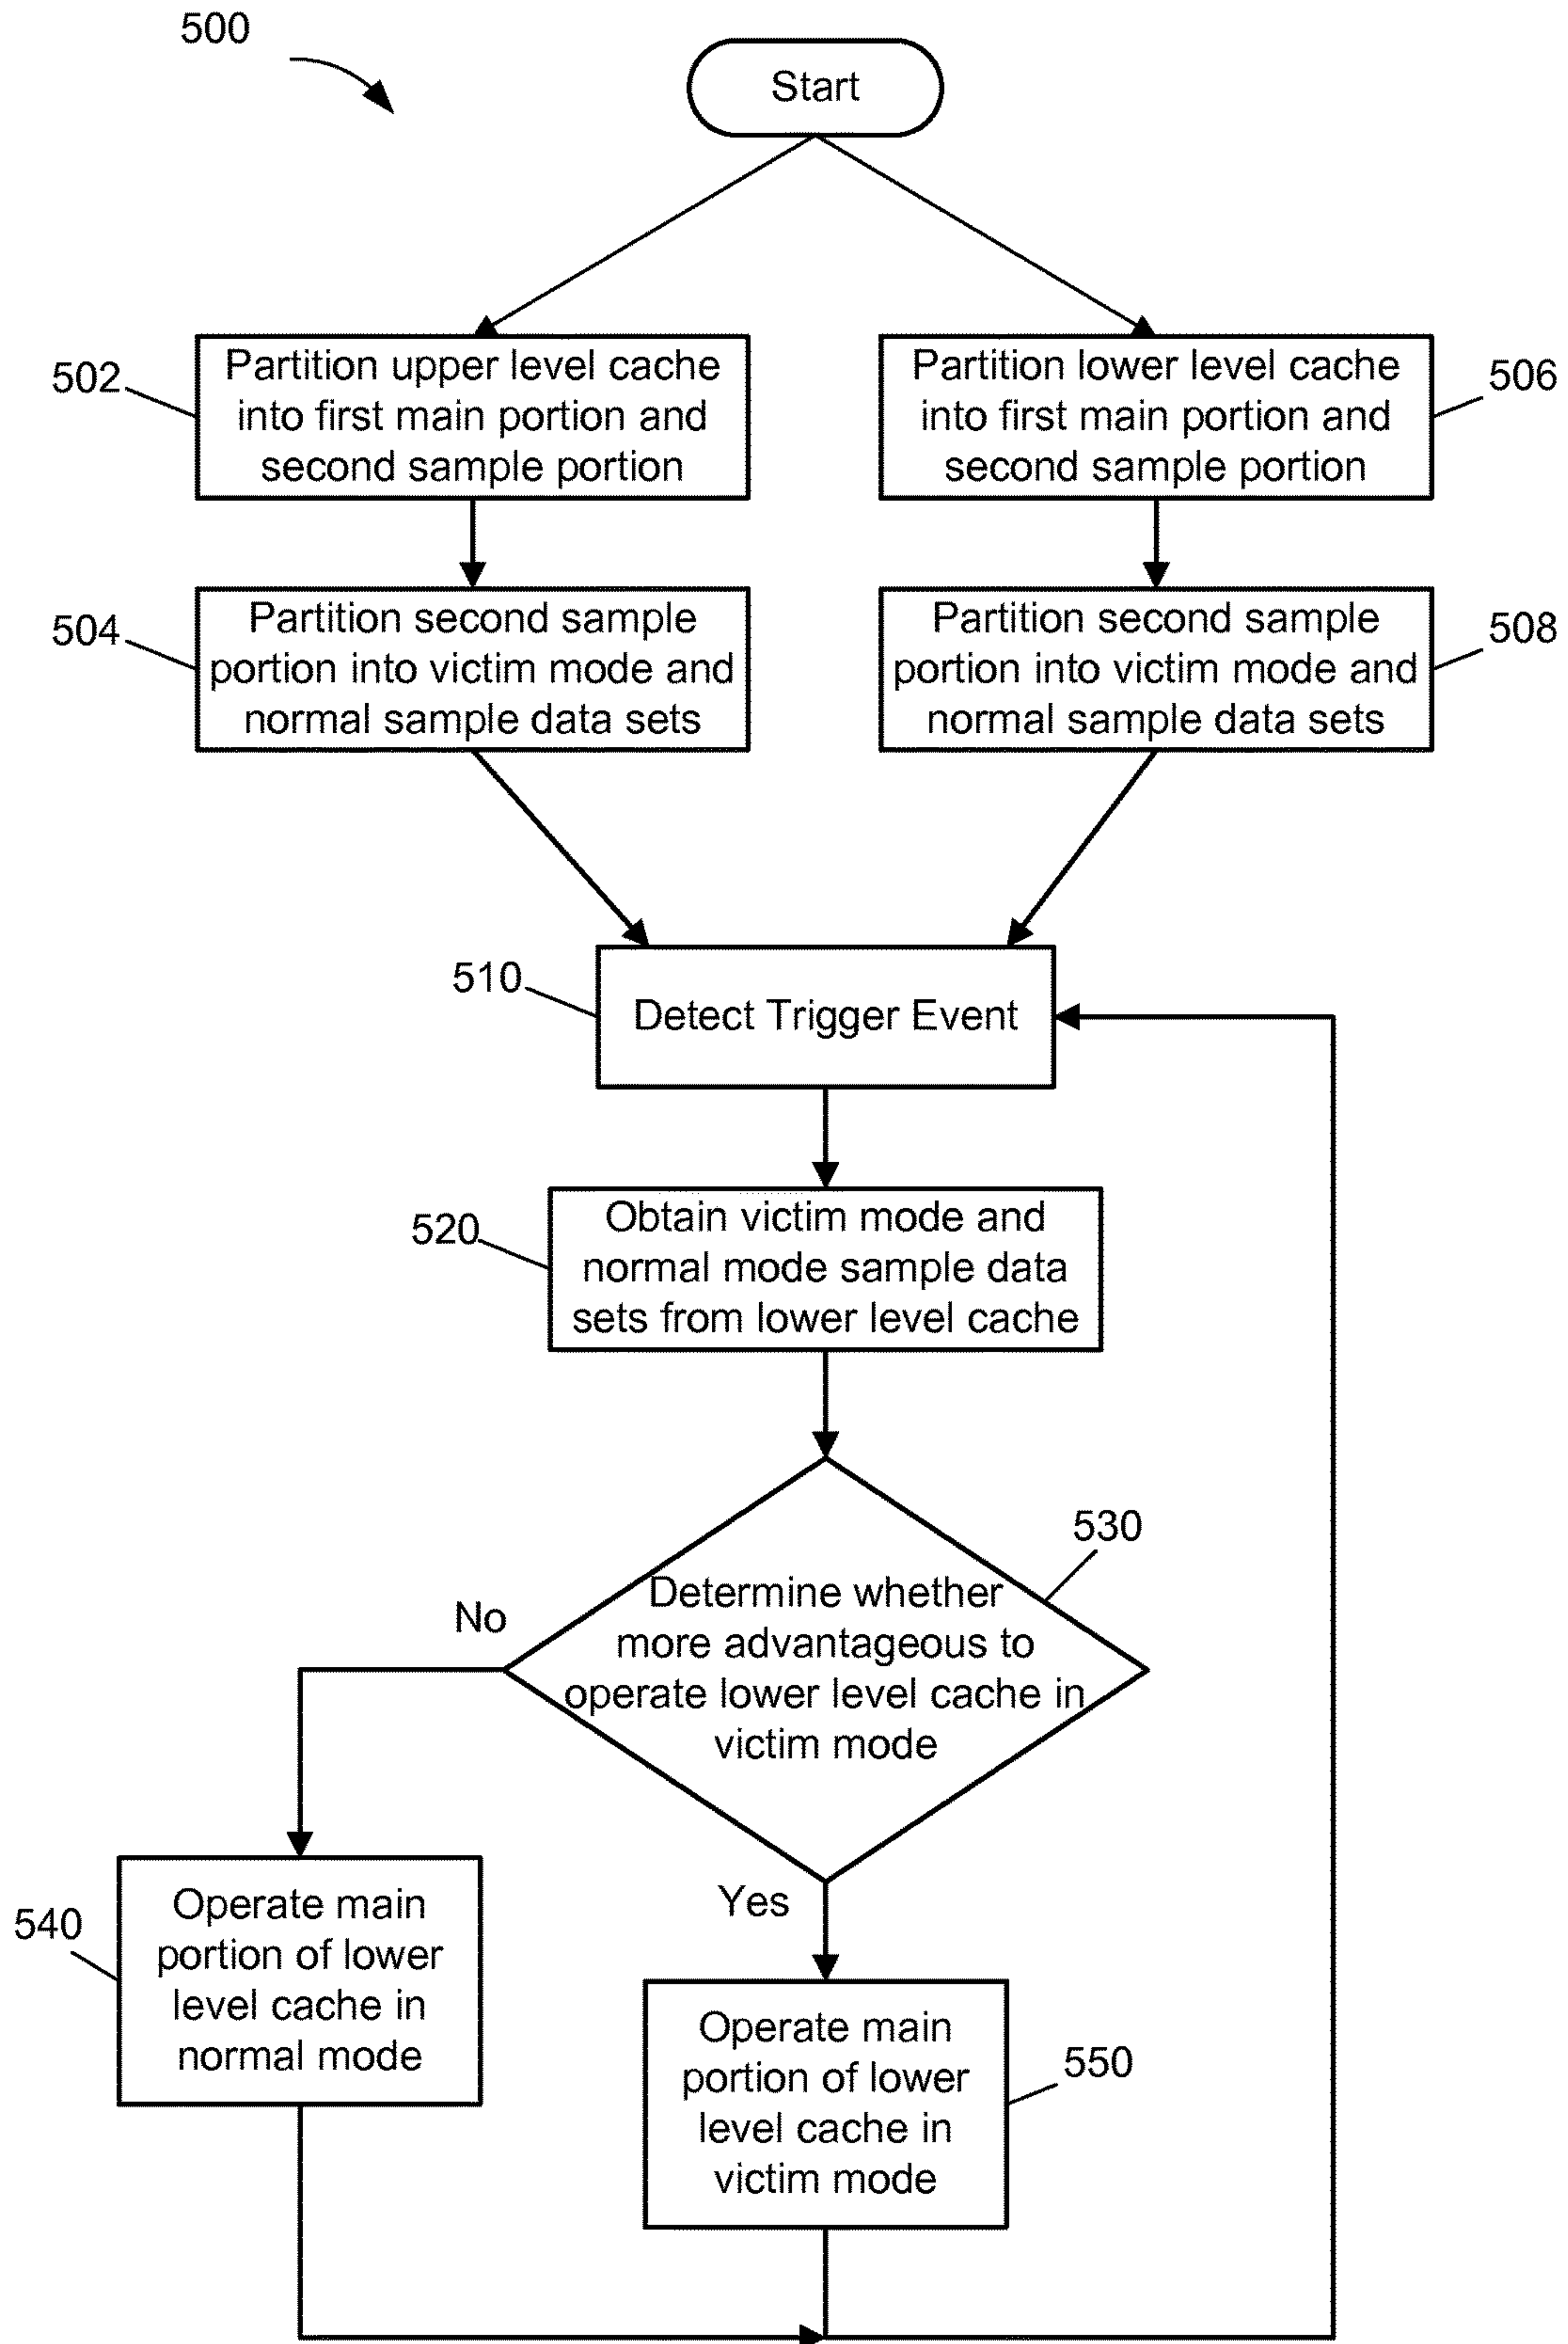 500
Start
502
Partition upper level cache
into first main portion and
second sample portion
Partition lower level cache
into first main portion and
second sample portion
506
504
Partition second sample
portion into victim mode and
normal sample data sets
Partition second sample
portion into victim mode and
normal sample data sets
508
510
Detect Trigger Event
520
Obtain victim mode and
normal mode sample data
sets from lower level cache
530
Determine whether
more advantageous to
operate lower level cache in
victim mode
No
Yes
540
Operate main
portion of lower
level cache in
normal mode
Operate main
portion of lower
level cache in
victim mode
550